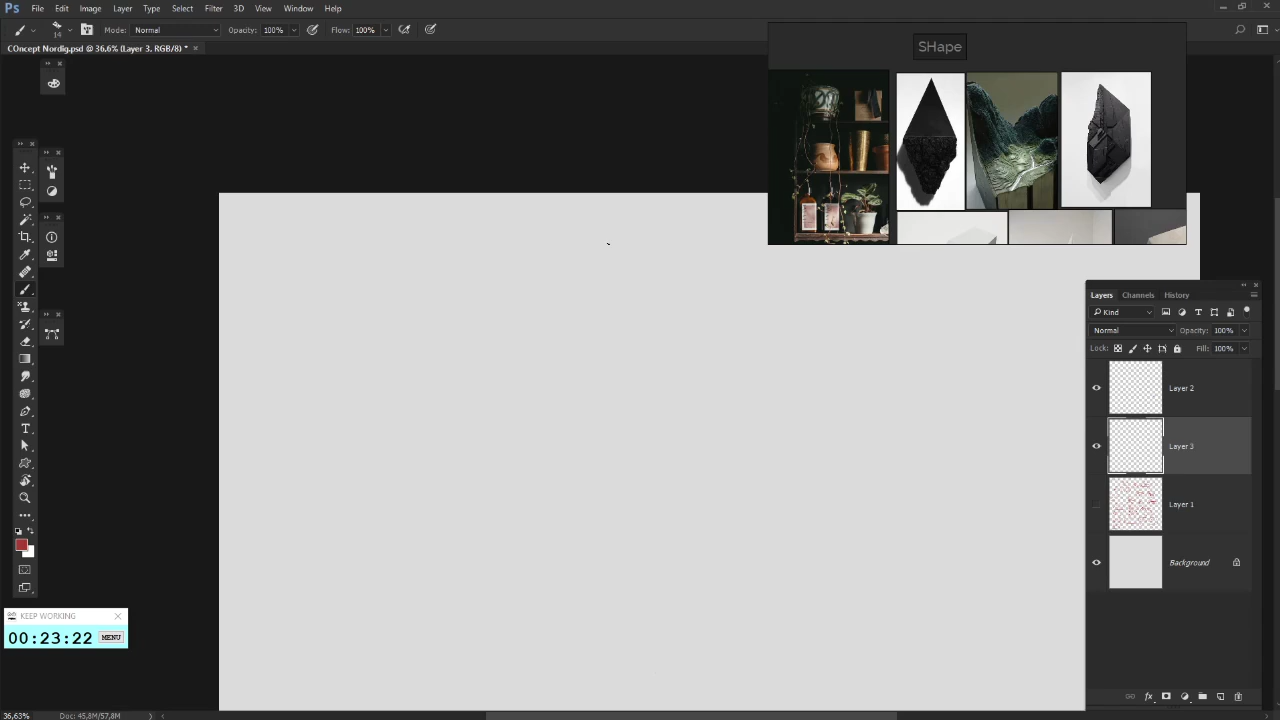 Ps File Edit Image Layer Type Select Filter 3D View Window Help
14 Mode: Normal Opacity: 100% Flow: 100%
COncept Nordig.psd @ 36,6% (Layer 3, RGB/8) *
SHape
Layers Channels History
Kind
Normal Opacity: 100%
Lock: Fill: 100%
Layer 2
Layer 3
Layer 1
Background
KEEP WORKING
00:23:22 MENU
36,63% Doc: 45,8M/57,8M